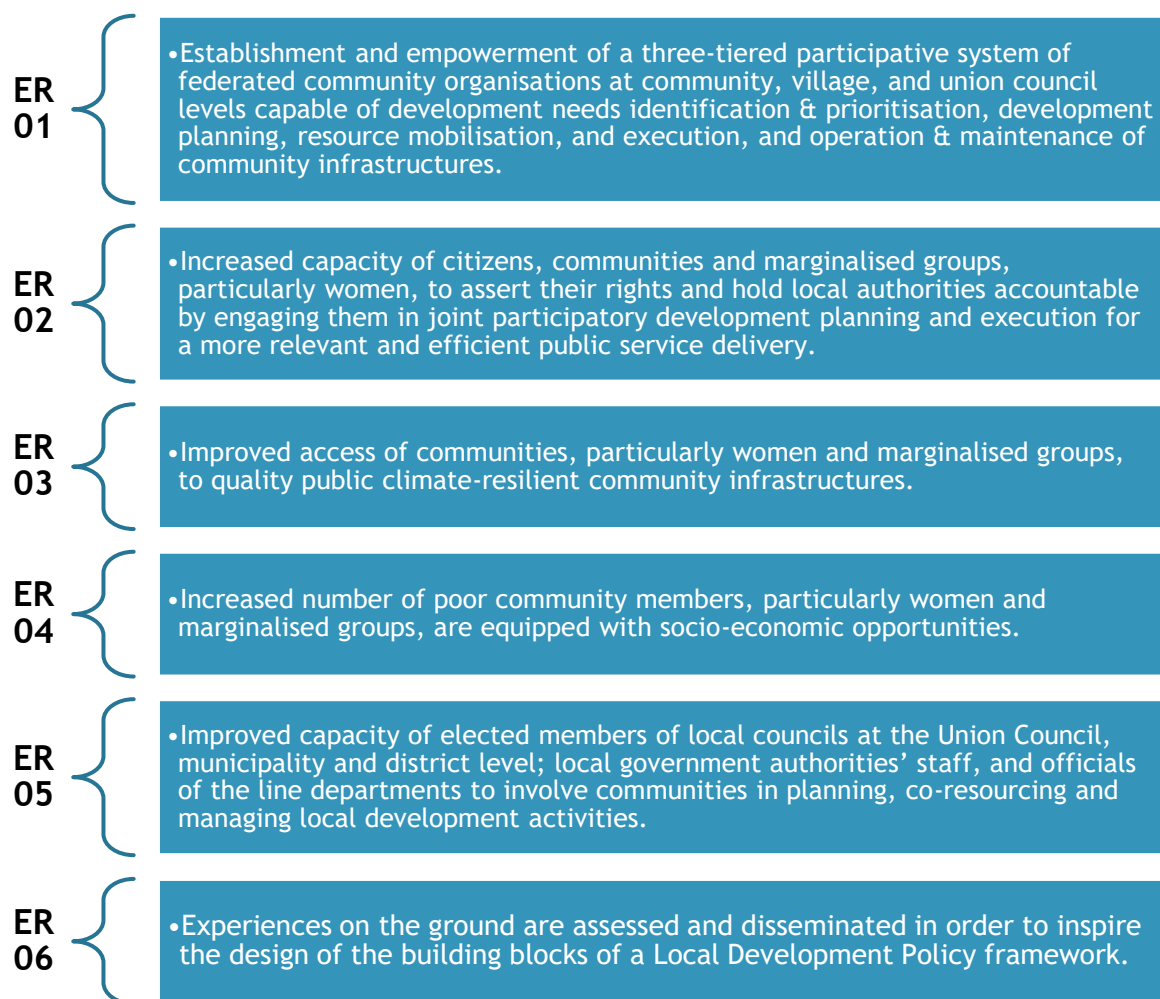 ER
01
•Establishment and empowerment of a three-tiered participative system of
federated community organisations at community, village, and union council
levels capable of development needs identification & prioritisation, development
planning, resource mobilisation, and execution, and operation & maintenance of
community infrastructures.
ER
02
•Increased capacity of citizens, communities and marginalised groups,
particularly women, to assert their rights and hold local authorities accountable
by engaging them in joint participatory development planning and execution for
a more relevant and efficient public service delivery.
ER
03
•Improved access of communities, particularly women and marginalised groups,
to quality public climate-resilient community infrastructures.
ER
04
•Increased number of poor community members, particularly women and
marginalised groups, are equipped with socio-economic opportunities.
ER
05
•Improved capacity of elected members of local councils at the Union Council,
municipality and district level; local government authorities’ staff, and officials
of the line departments to involve communities in planning, co-resourcing and
managing local development activities.
ER
06
•Experiences on the ground are assessed and disseminated in order to inspire
the design of the building blocks of a Local Development Policy framework.